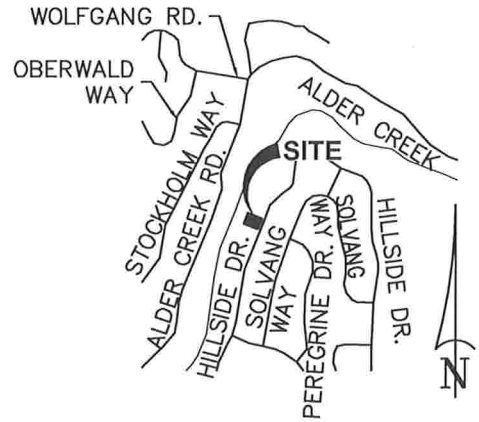 WOLFGANG RD.
OBERWALD
WAY
ALDER CREEK
SITE
STOCKHOLM WAY
ALDER CREEK RD.
HILLSIDE DR.
SOLVANG
WAY
PEREGRINE DR.
WAY
SOLVANG
HILLSIDE DR.
N